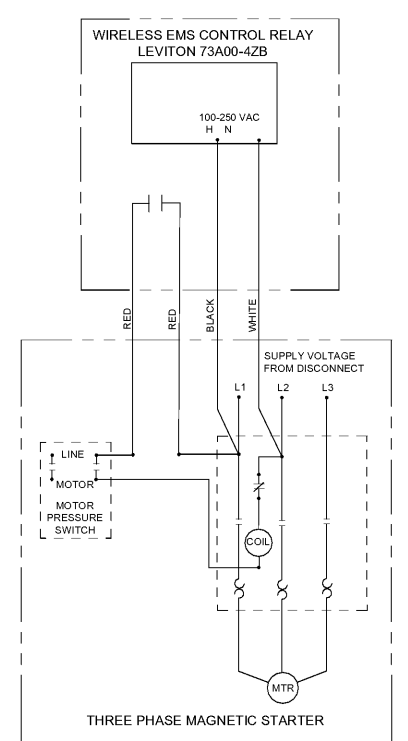 WIRELESS EMS CONTROL RELAY
LEVITON 73A00-4ZB
100-250 VAC
H N
RED
RED
BLACK
WHITE
SUPPLY VOLTAGE
FROM DISCONNECT
L1 L2 L3
LINE
MOTOR
MOTOR
PRESSURE
SWITCH
COIL
MTR
THREE PHASE MAGNETIC STARTER